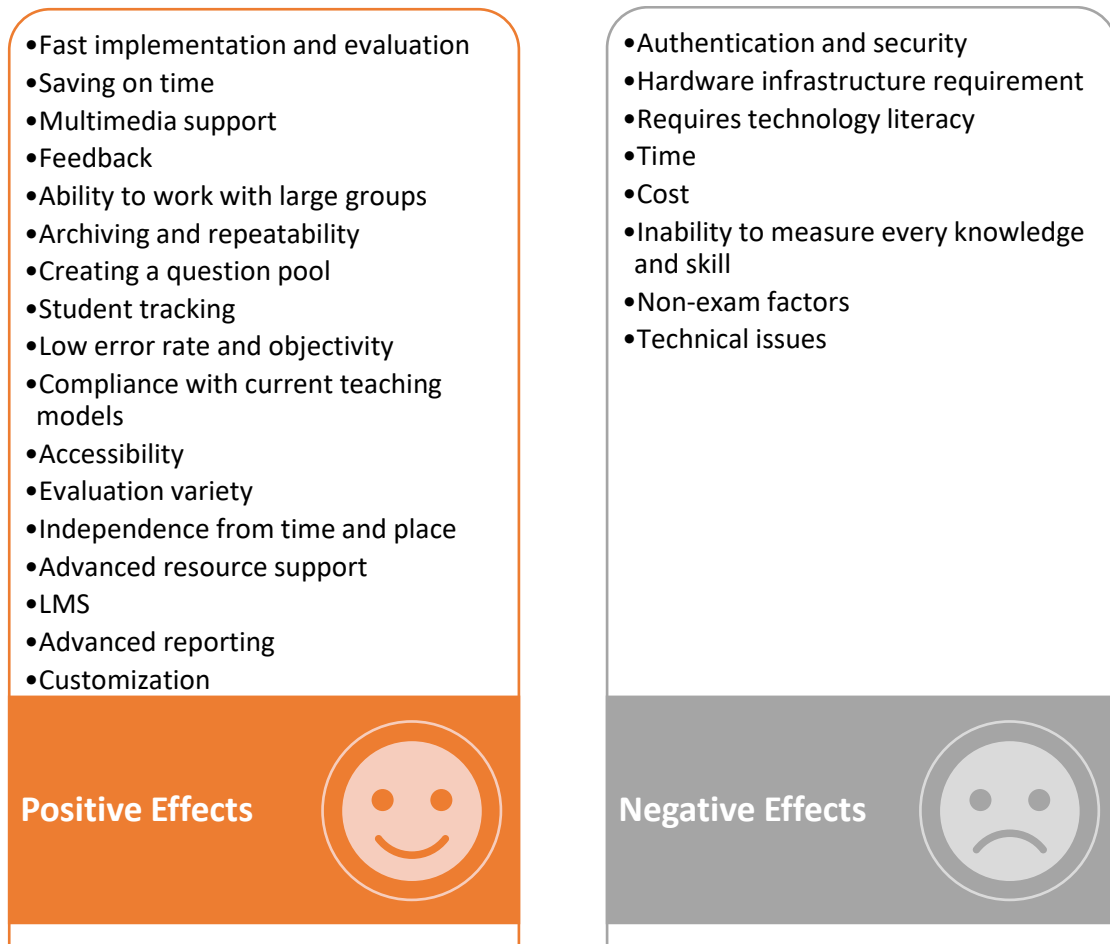 •Fast implementation and evaluation
•Saving on time
•Multimedia support
•Feedback
•Ability to work with large groups
•Archiving and repeatability
•Creating a question pool
•Student tracking
•Low error rate and objectivity
•Compliance with current teaching
models
•Accessibility
•Evaluation variety
•Independence from time and place
•Advanced resource support
•LMS
•Advanced reporting
•Customization
Positive Effects
•Authentication and security
•Hardware infrastructure requirement
•Requires technology literacy
•Time
•Cost
•Inability to measure every knowledge
and skill
•Non-exam factors
•Technical issues
Negative Effects